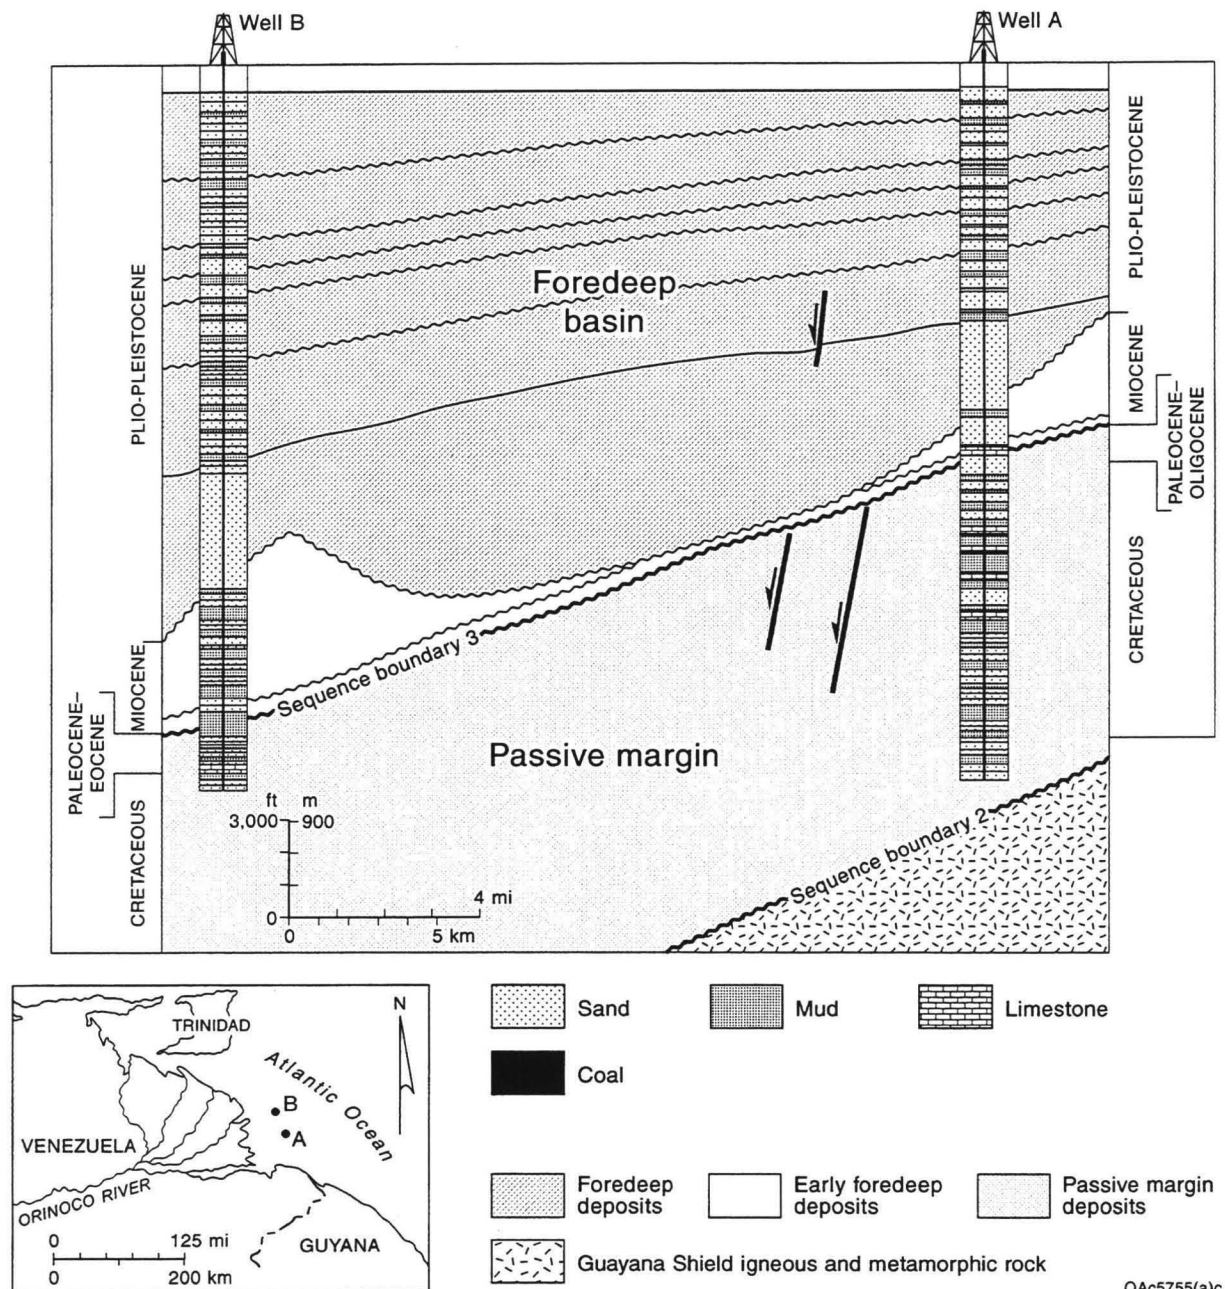 Well B
Well A
PLIO-PLEISTOCENE
MIOCENE
PALEOCENE–
EOCENE
CRETACEOUS
Foredeep
basin
Sequence boundary 3
Passive margin
Sequence boundary 2
PLIO-PLEISTOCENE
MIOCENE
PALEOCENE–
OLIGOCENE
CRETACEOUS
ft m
3,000 900
0
4 mi
0 5 km
TRINIDAD
N
Atlantic Ocean
B
A
VENEZUELA
ORINOCO RIVER
GUYANA
0 125 mi
0 200 km
Sand
Mud
Limestone
Coal
Foredeep
deposits
Early foredeep
deposits
Passive margin
deposits
Guayana Shield igneous and metamorphic rock
QAc5755(a)c